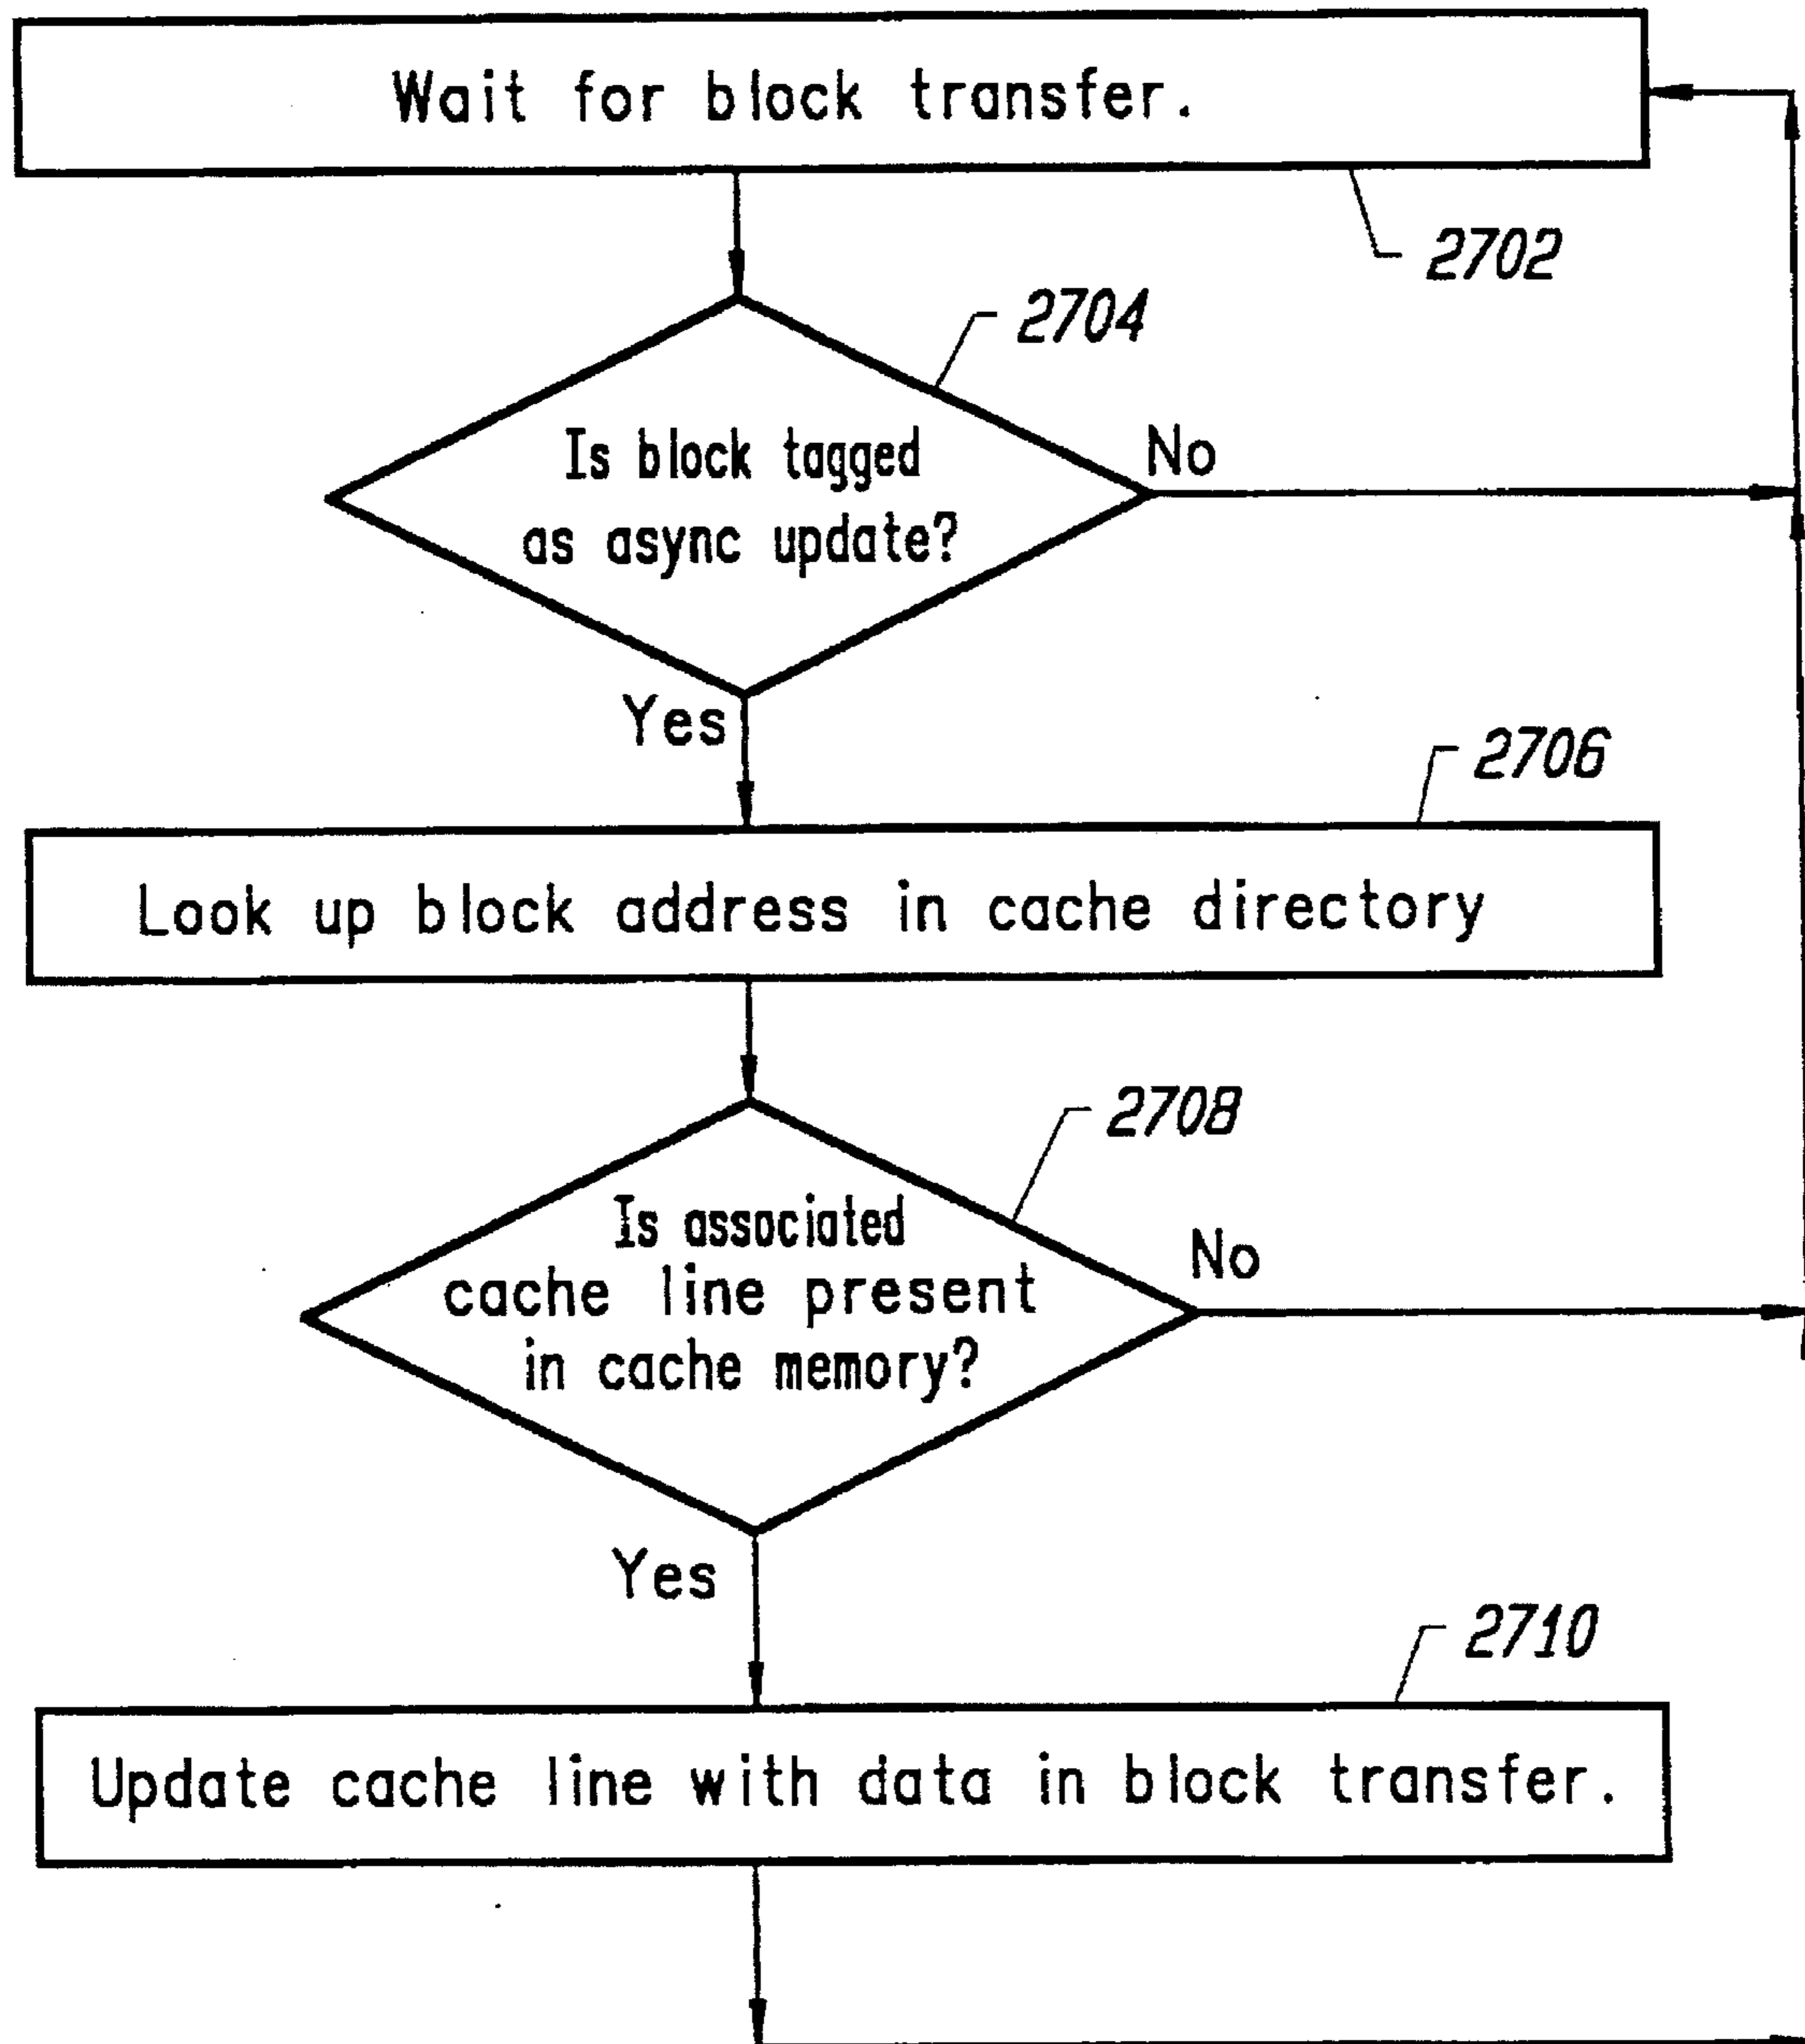 Wait for block transfer.
2702
2704
Is block tagged
as async update?
No
Yes
2706
Look up block address in cache directory
2708
Is associated
cache line present
in cache memory?
No
Yes
2710
Update cache line with data in block transfer.